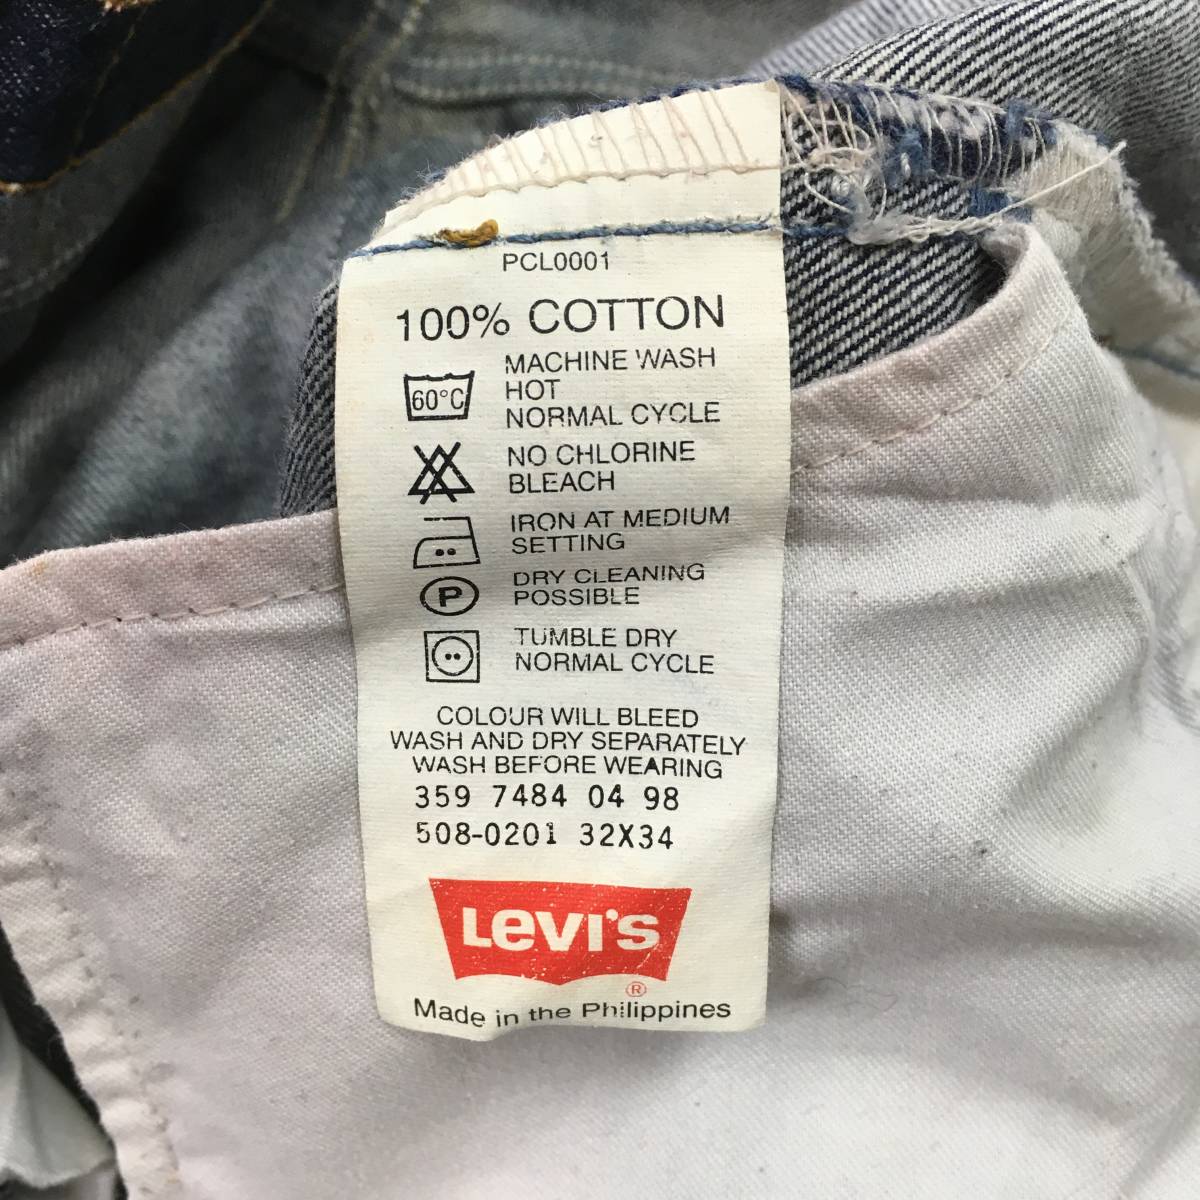 PCL0001
100% COTTON
60°C
MACHINE WASH
HOT
NORMAL CYCLE
NO CHLORINE
BLEACH
IRON AT MEDIUM
SETTING
P
DRY CLEANING
POSSIBLE
TUMBLE DRY
NORMAL CYCLE
COLOUR WILL BLEED
WASH AND DRY SEPARATELY
WASH BEFORE WEARING
359 7484 04 98
508-0201 32X34
Levi's
®
Made in the Philippines